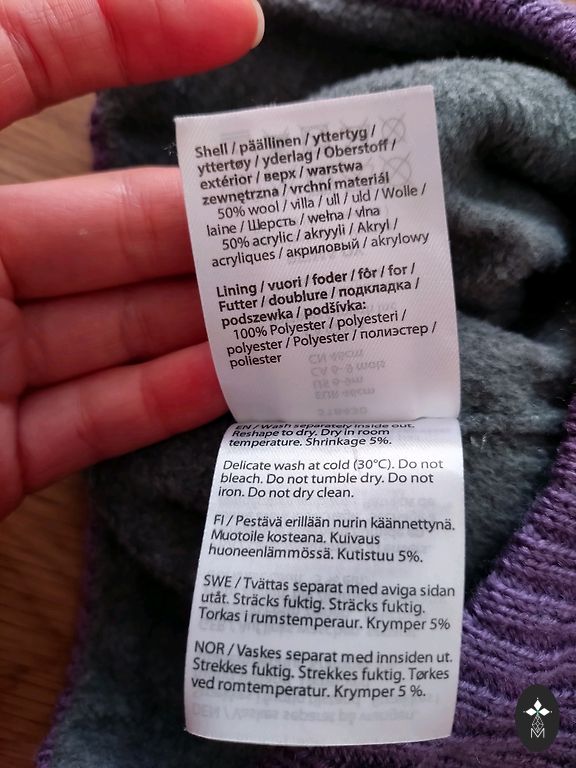 Shell / päällinen / yttertyg /
yttertøy / yderlag / Oberstoff /
extérior / верх / warstwa
zewnętrzna / vrchní materiál
50% wool / villa / ull / uld / Wolle /
laine / Шерсть / wełna / vlna
50% acrylic / akryyli / Akryl /
acryliques / акриловый / akrylowy
Lining / vuori / foder / fôr / for /
Futter / doublure / подкладка /
podszewka / podšívka:
100% Polyester / polyesteri /
polyester / Polyester / полиэстер /
poliester
EN / Wash separately inside out.
Reshape to dry. Dry in room
temperature. Shrinkage 5%.
Delicate wash at cold (30°C). Do not
bleach. Do not tumble dry. Do not
iron. Do not dry clean.
FI / Pestävä erillään nurin käännettynä.
Muotoile kosteana. Kuivaus
huoneenlämmössä. Kutistuu 5%.
SWE / Tvättas separat med aviga sidan
utåt. Sträcks fuktig. Sträcks fuktig.
Torkas i rumstemperaur. Krymper 5%
NOR / Vaskes separat med innsiden ut.
Strekkes fuktig. Strekkes fuktig. Tørkes
ved romtemperatur. Krymper 5 %.
M